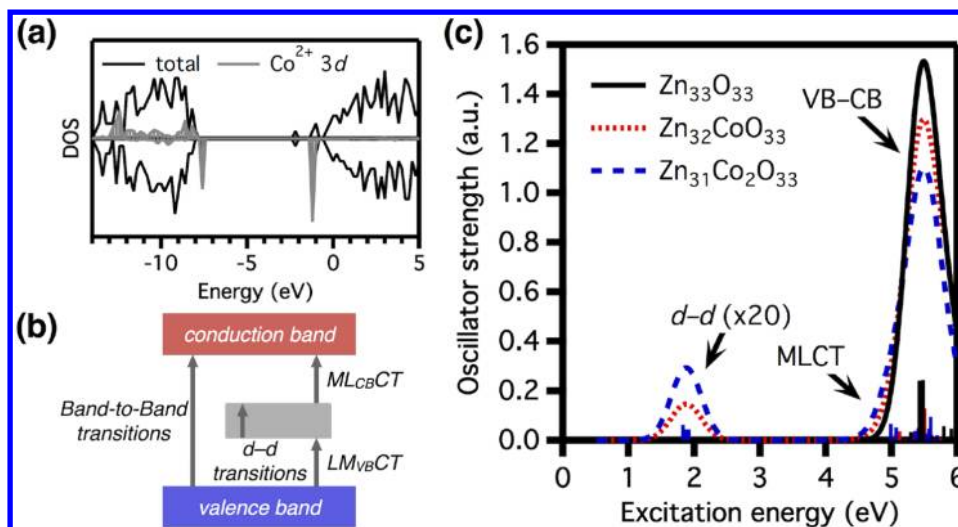 (a)
total
Co2+ 3d
DOS
-10
-5
0
5
Energy (eV)
(b)
conduction band
MLCBCT
Band-to-Band
transitions
d–d
transitions
LMVBCT
valence band
(c)
1.6
1.4
1.2
1.0
0.8
0.6
0.4
0.2
0.0
Oscillator strength (a.u.)
Zn33O33
Zn32CoO33
Zn31Co2O33
VB–CB
d–d (x20)
MLCT
0
1
2
3
4
5
6
Excitation energy (eV)